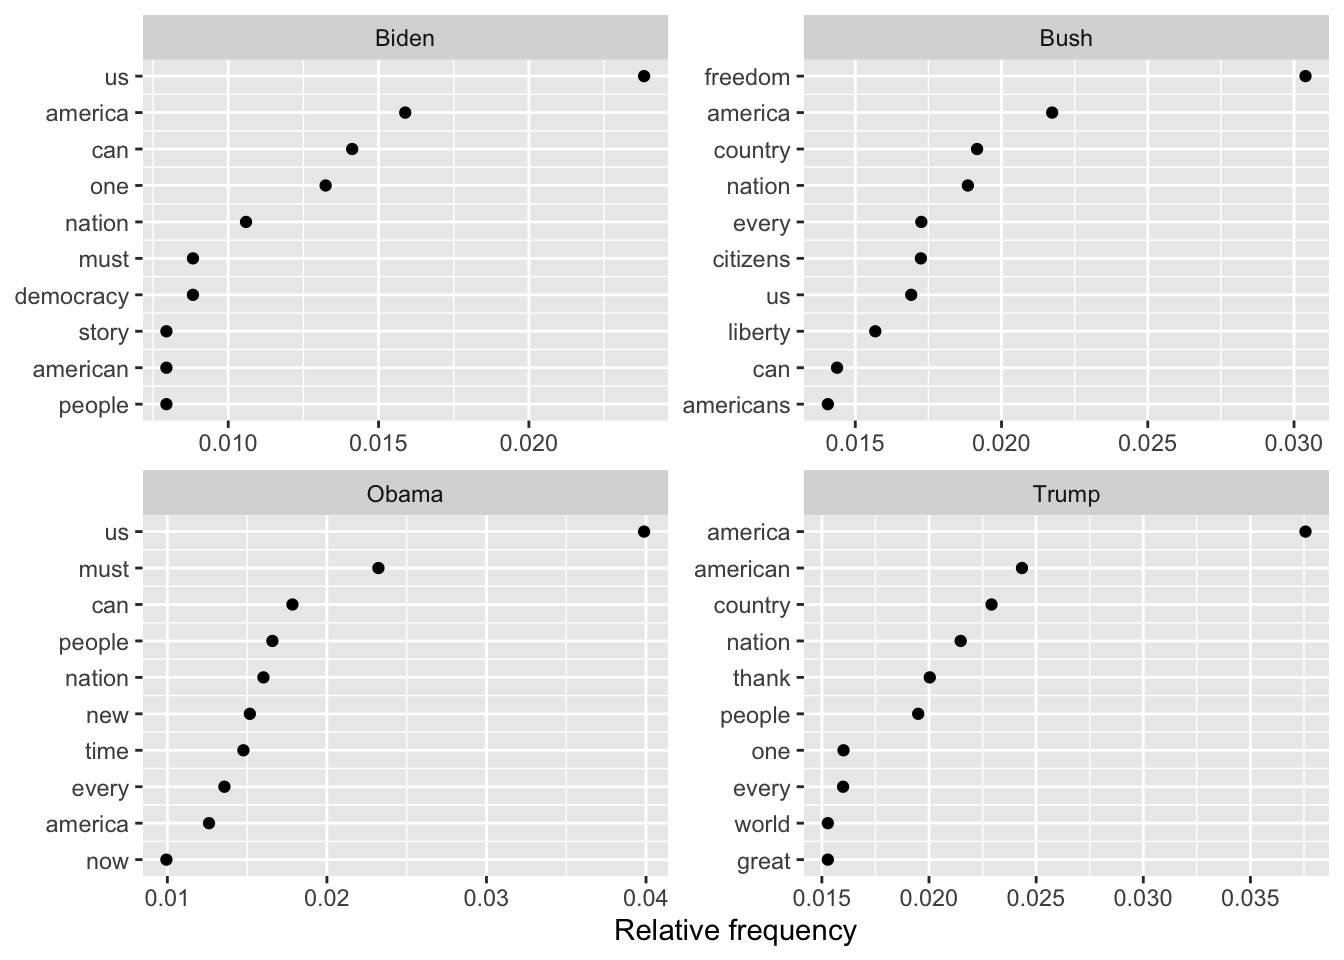 Biden
us
america
can
one
nation
must
democracy
story
american
people
0.010 0.015 0.020
Bush
freedom
america
country
nation
every
citizens
us
liberty
can
americans
0.015 0.020 0.025 0.030
Obama
us
must
can
people
nation
new
time
every
america
now
0.01 0.02 0.03 0.04
Trump
america
american
country
nation
thank
people
one
every
world
great
0.015 0.020 0.025 0.030 0.035
Relative frequency